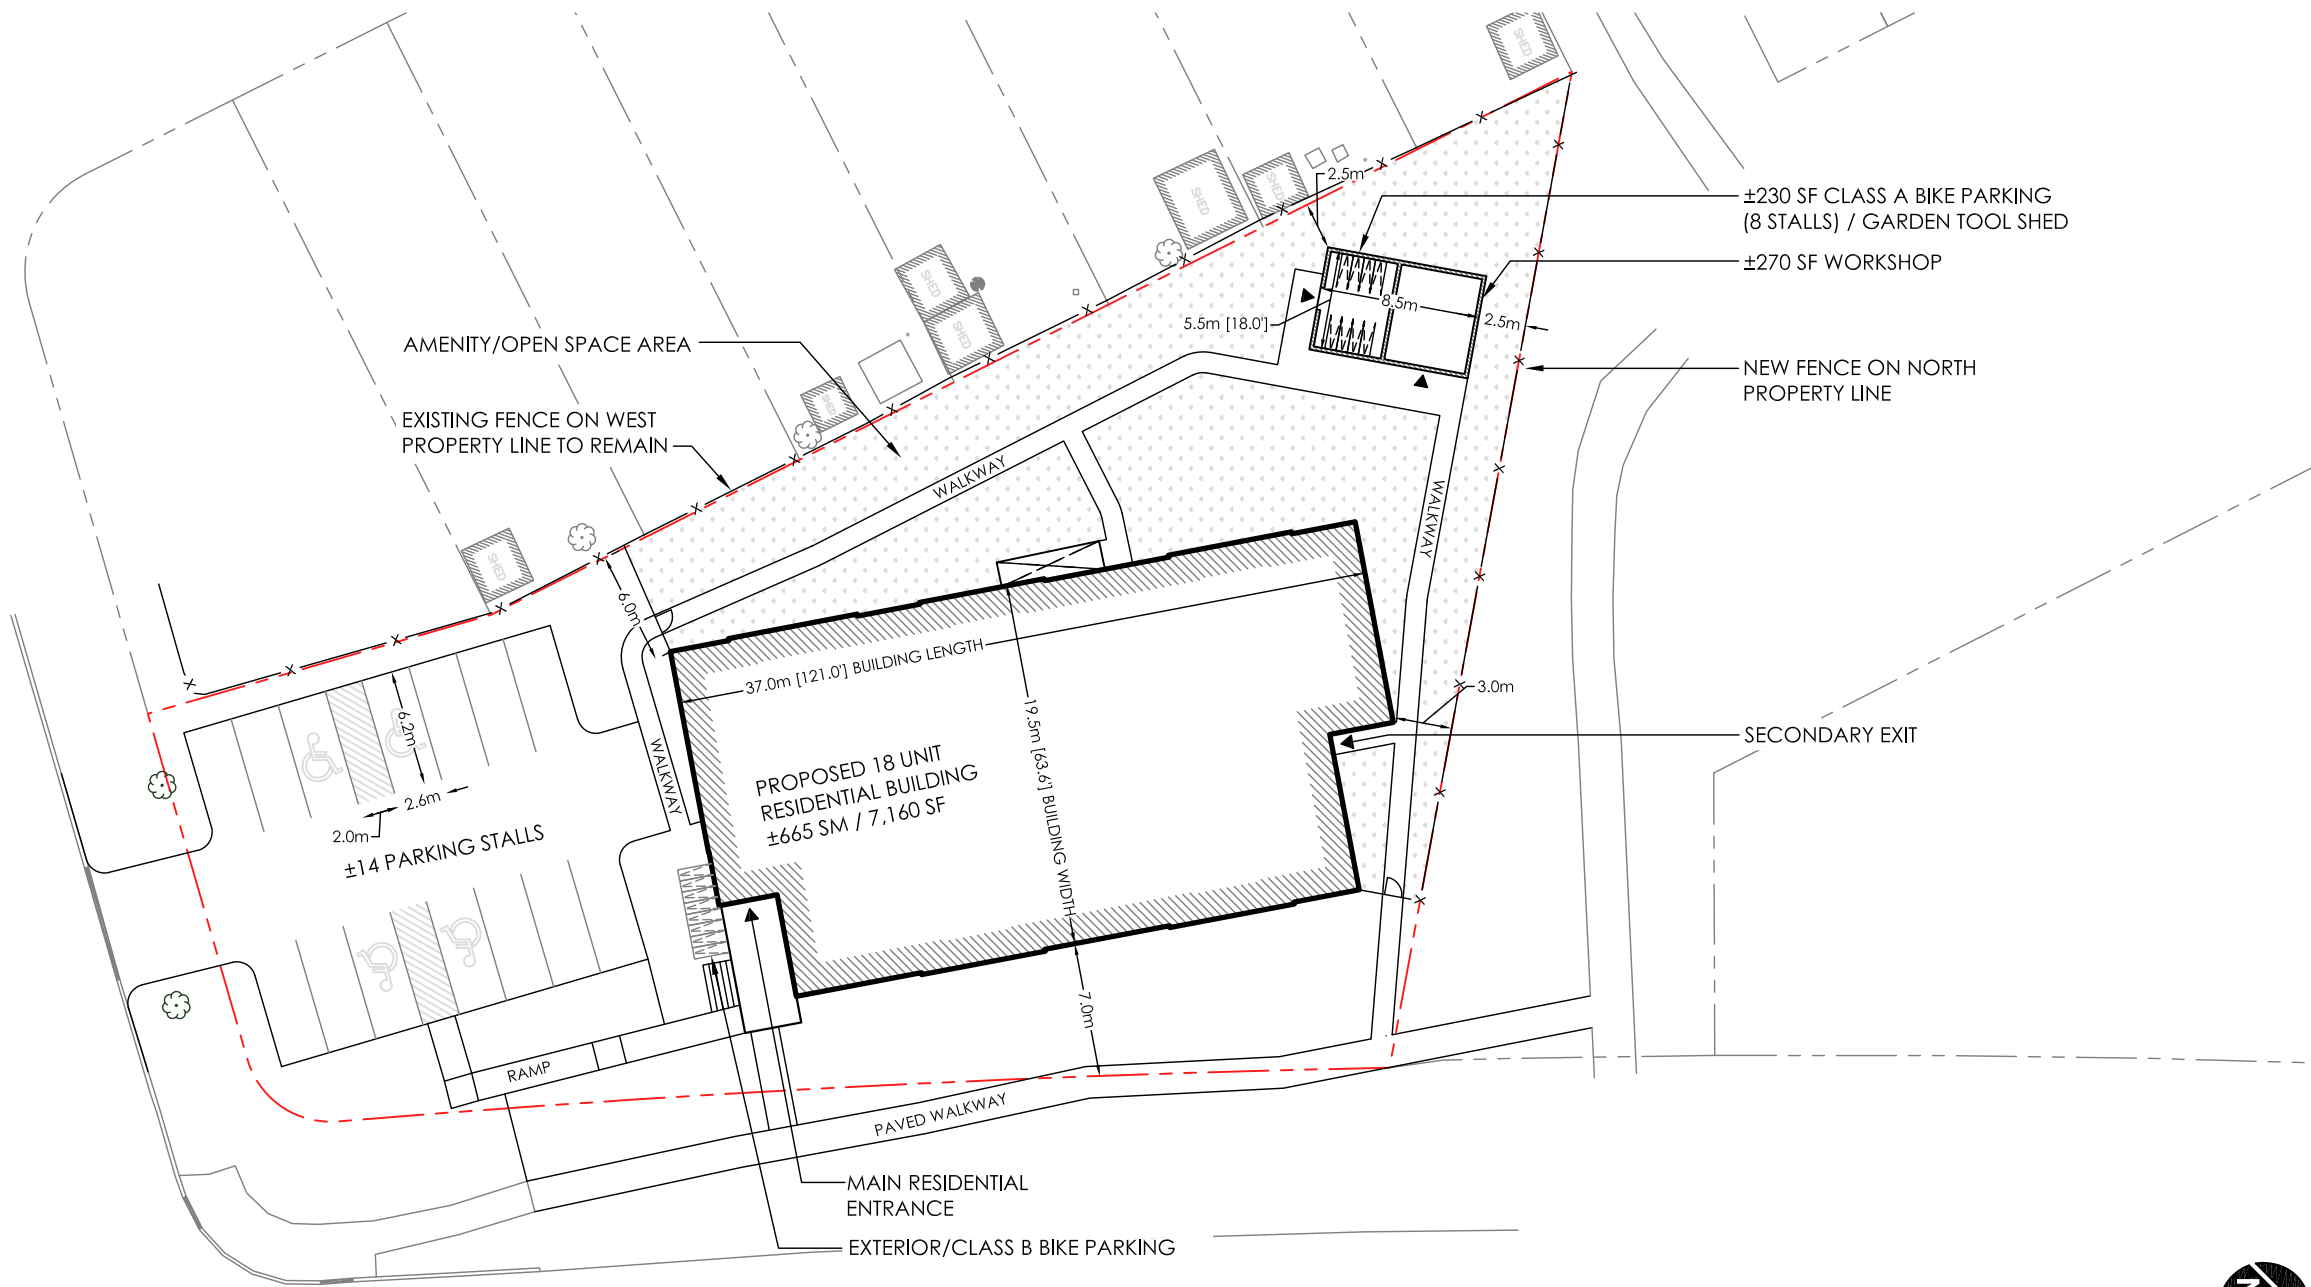 SHED
±230 SF CLASS A BIKE PARKING
(8 STALLS) / GARDEN TOOL SHED
±270 SF WORKSHOP
2.5m
SHED
SHED
8.5m
2.5m
5.5m [18.0']
SHED
SHED
AMENITY/OPEN SPACE AREA
NEW FENCE ON NORTH
PROPERTY LINE
SHED
EXISTING FENCE ON WEST
PROPERTY LINE TO REMAIN
WALKWAY
WALKWAY
SHED
6.0m
37.0m [121.0'] BUILDING LENGTH
3.0m
19.5m [63.6'] BUILDING WIDTH
SECONDARY EXIT
6.2m
2.6m
2.0m
WALKWAY
PROPOSED 18 UNIT
RESIDENTIAL BUILDING
±665 SM / 7,160 SF
±14 PARKING STALLS
7.0m
RAMP
PAVED WALKWAY
MAIN RESIDENTIAL
ENTRANCE
EXTERIOR/CLASS B BIKE PARKING
N